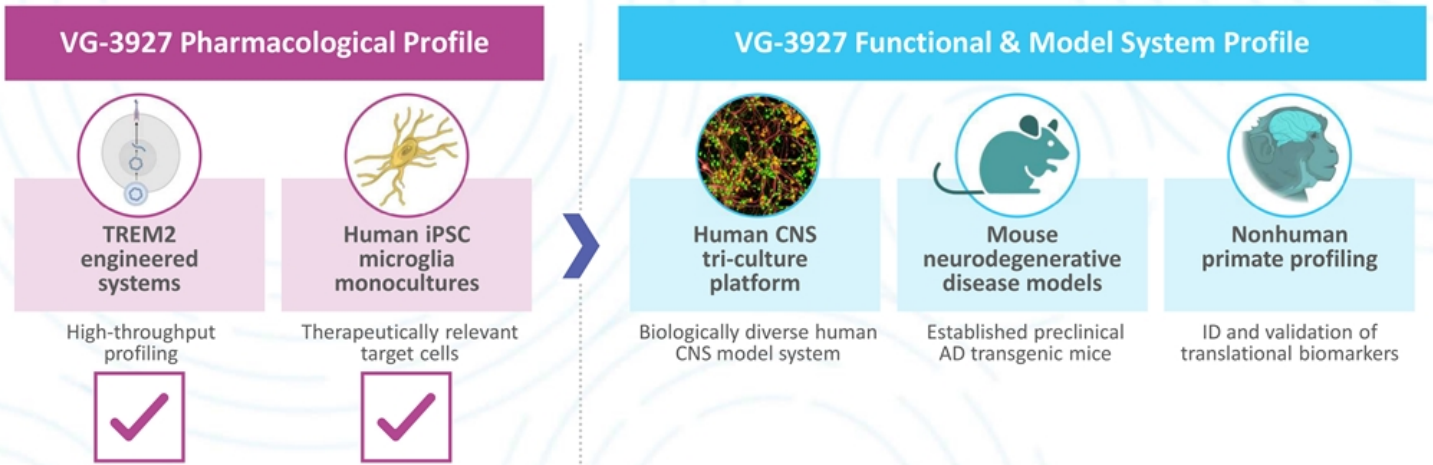 VG-3927 Pharmacological Profile
TREM2
engineered
systems
High-throughput
profiling
Human iPSC
microglia
monocultures
Therapeutically relevant
target cells
VG-3927 Functional & Model System Profile
Human CNS
tri-culture
platform
Biologically diverse human
CNS model system
Mouse
neurodegenerative
disease models
Established preclinical
AD transgenic mice
Nonhuman
primate profiling
ID and validation of
translational biomarkers